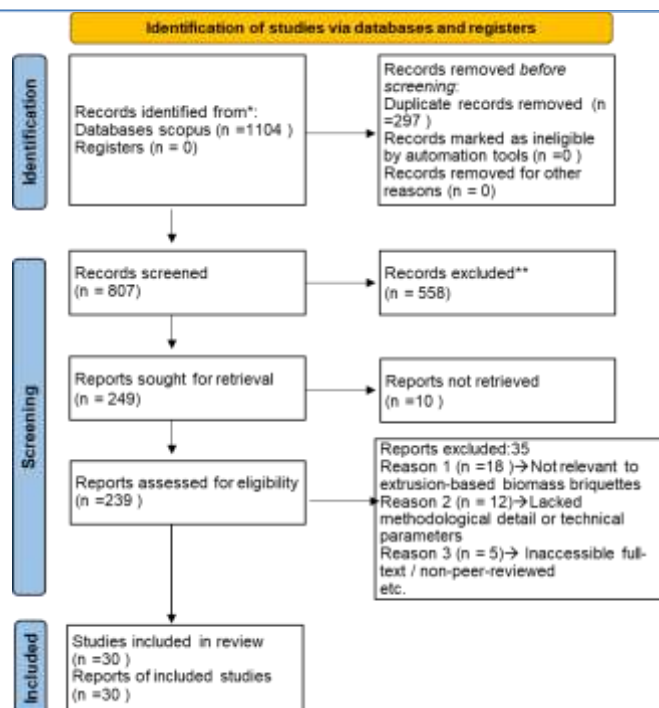 Identification of studies via databases and registers
Identification
Records identified from*:
Databases scopus (n =1104 )
Registers (n = 0)
Records removed before
screening:
Duplicate records removed (n
=297 )
Records marked as ineligible
by automation tools (n =0 )
Records removed for other
reasons (n = 0)
Screening
Records screened
(n = 807)
Records excluded**
(n = 558)
Reports sought for retrieval
(n = 249)
Reports not retrieved
(n =10 )
Reports assessed for eligibility
(n =239 )
Reports excluded:35
Reason 1 (n =18 )→Not relevant to
extrusion-based biomass briquettes
Reason 2 (n = 12)→Lacked
methodological detail or technical
parameters
Reason 3 (n = 5)→ Inaccessible full-
text / non-peer-reviewed
etc.
Included
Studies included in review
(n =30 )
Reports of included studies
(n =30 )